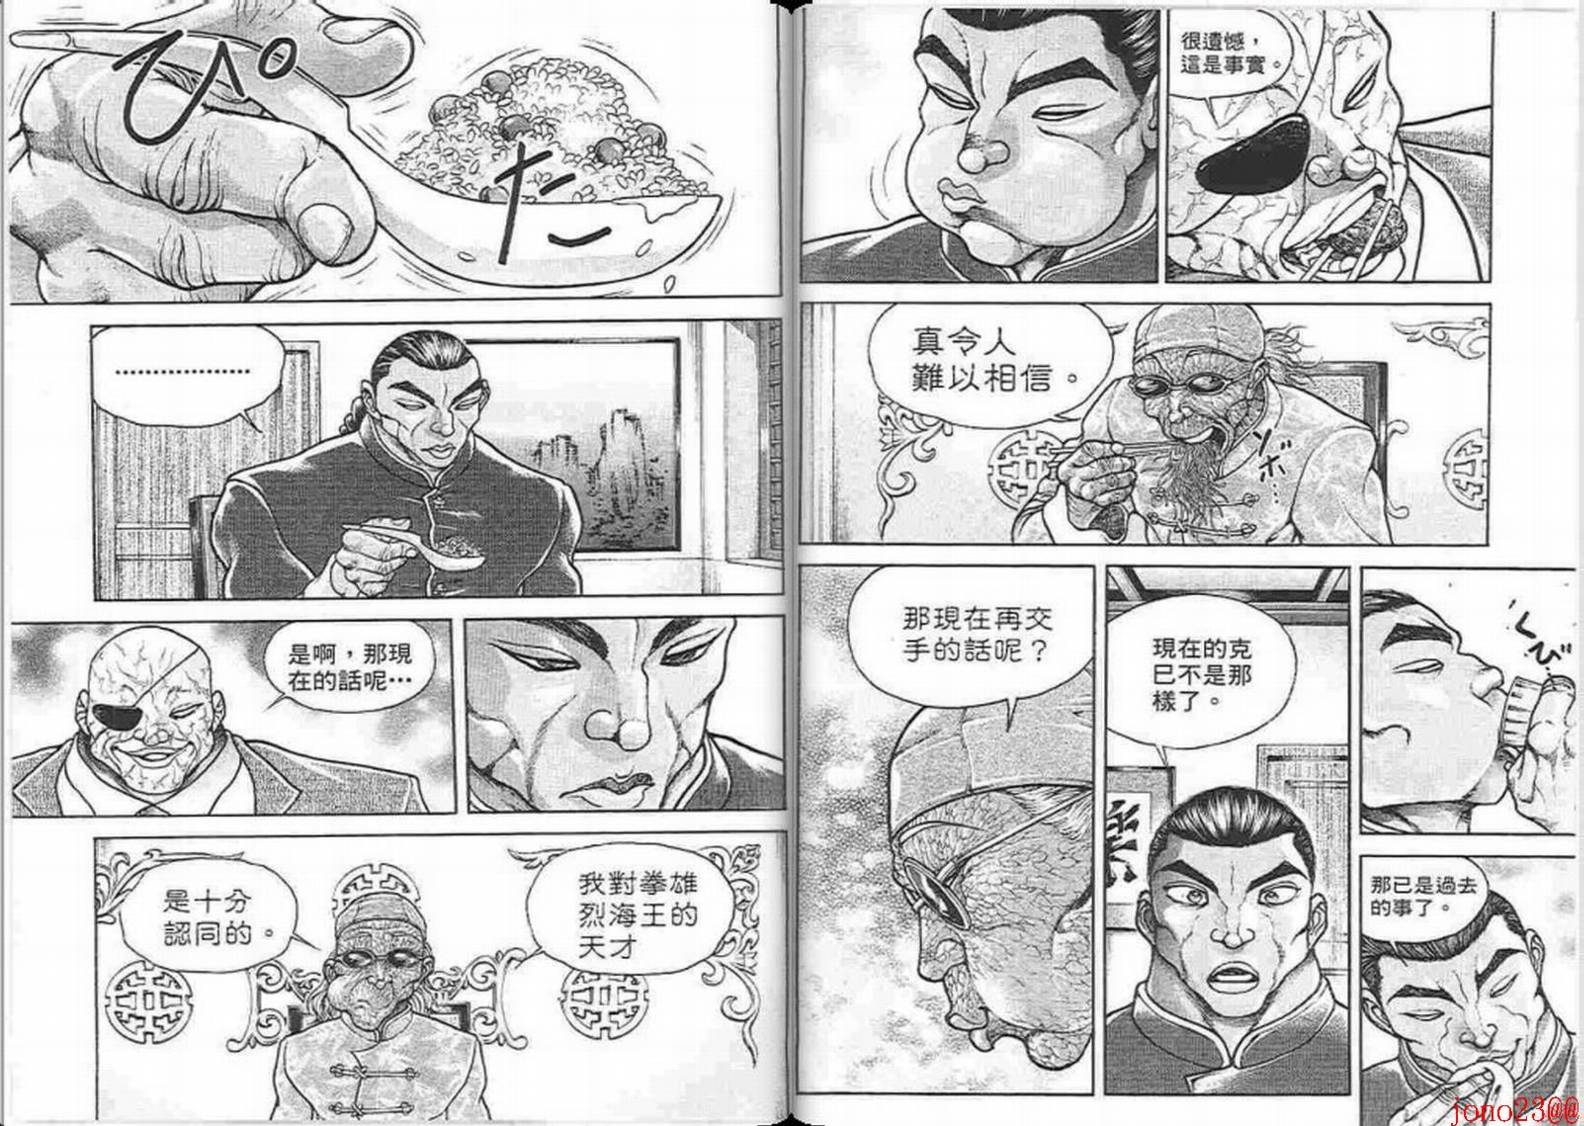 很遺憾，
這是事實。
真令人
難以相信。
ゾボ…
くぴっ
那已是過去
的事了。
現在的克
巳不是那
樣了。
那現在再交
手的話呢？
ぴた
………………
是啊，那現
在的話呢…
我對拳雄
烈海王的
天才
是十分
認同的。
jono23@@